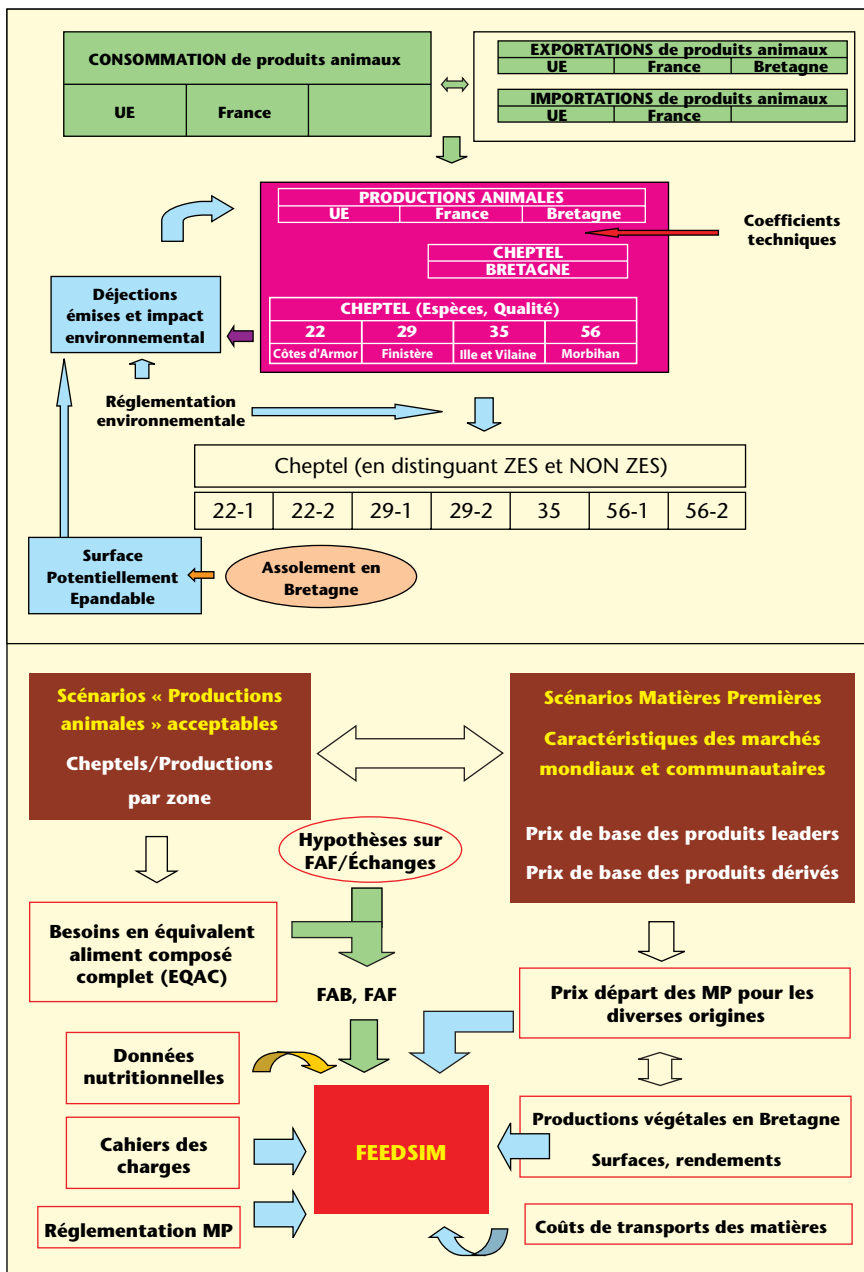 CONSOMMATION de produits animaux
UE France
EXPORTATIONS de produits animaux
UE France Bretagne
IMPORTATIONS de produits animaux
UE France
PRODUCTIONS ANIMALES
UE France Bretagne
Coefficients
techniques
CHEPTEL
BRETAGNE
Déjections
émises et impact
environnemental
CHEPTEL (Espèces, Qualité)
22 29 35 56
Côtes d'Armor Finistère Ille et Vilaine Morbihan
Réglementation
environnementale
Cheptel (en distinguant ZES et NON ZES)
22-1 22-2 29-1 29-2 35 56-1 56-2
Surface
Potentiellement
Epandable
Assolement en
Bretagne
Scénarios « Productions
animales » acceptables
Cheptels/Productions
par zone
Scénarios Matières Premières
Caractéristiques des marchés
mondiaux et communautaires
Prix de base des produits leaders
Prix de base des produits dérivés
Hypothèses sur
FAF/Échanges
Besoins en équivalent
aliment composé
complet (EQAC)
FAB, FAF
Prix départ des MP pour les
diverses origines
Données
nutritionnelles
Cahiers des
charges
Réglementation MP
FEEDSIM
Productions végétales en Bretagne
Surfaces, rendements
Coûts de transports des matières